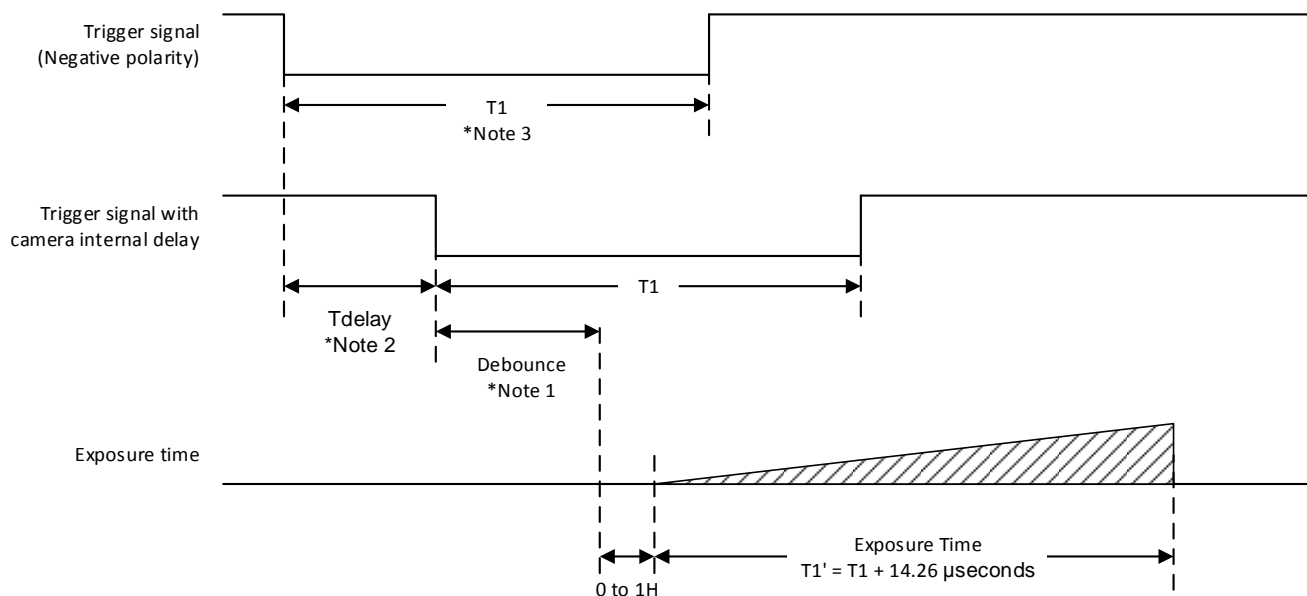 Trigger signal
(Negative polarity)
T1
*Note 3
Trigger signal with
camera internal delay
T1
Tdelay
*Note 2
Debounce
*Note 1
Exposure time
Exposure Time
T1' = T1 + 14.26 µseconds
0 to 1H